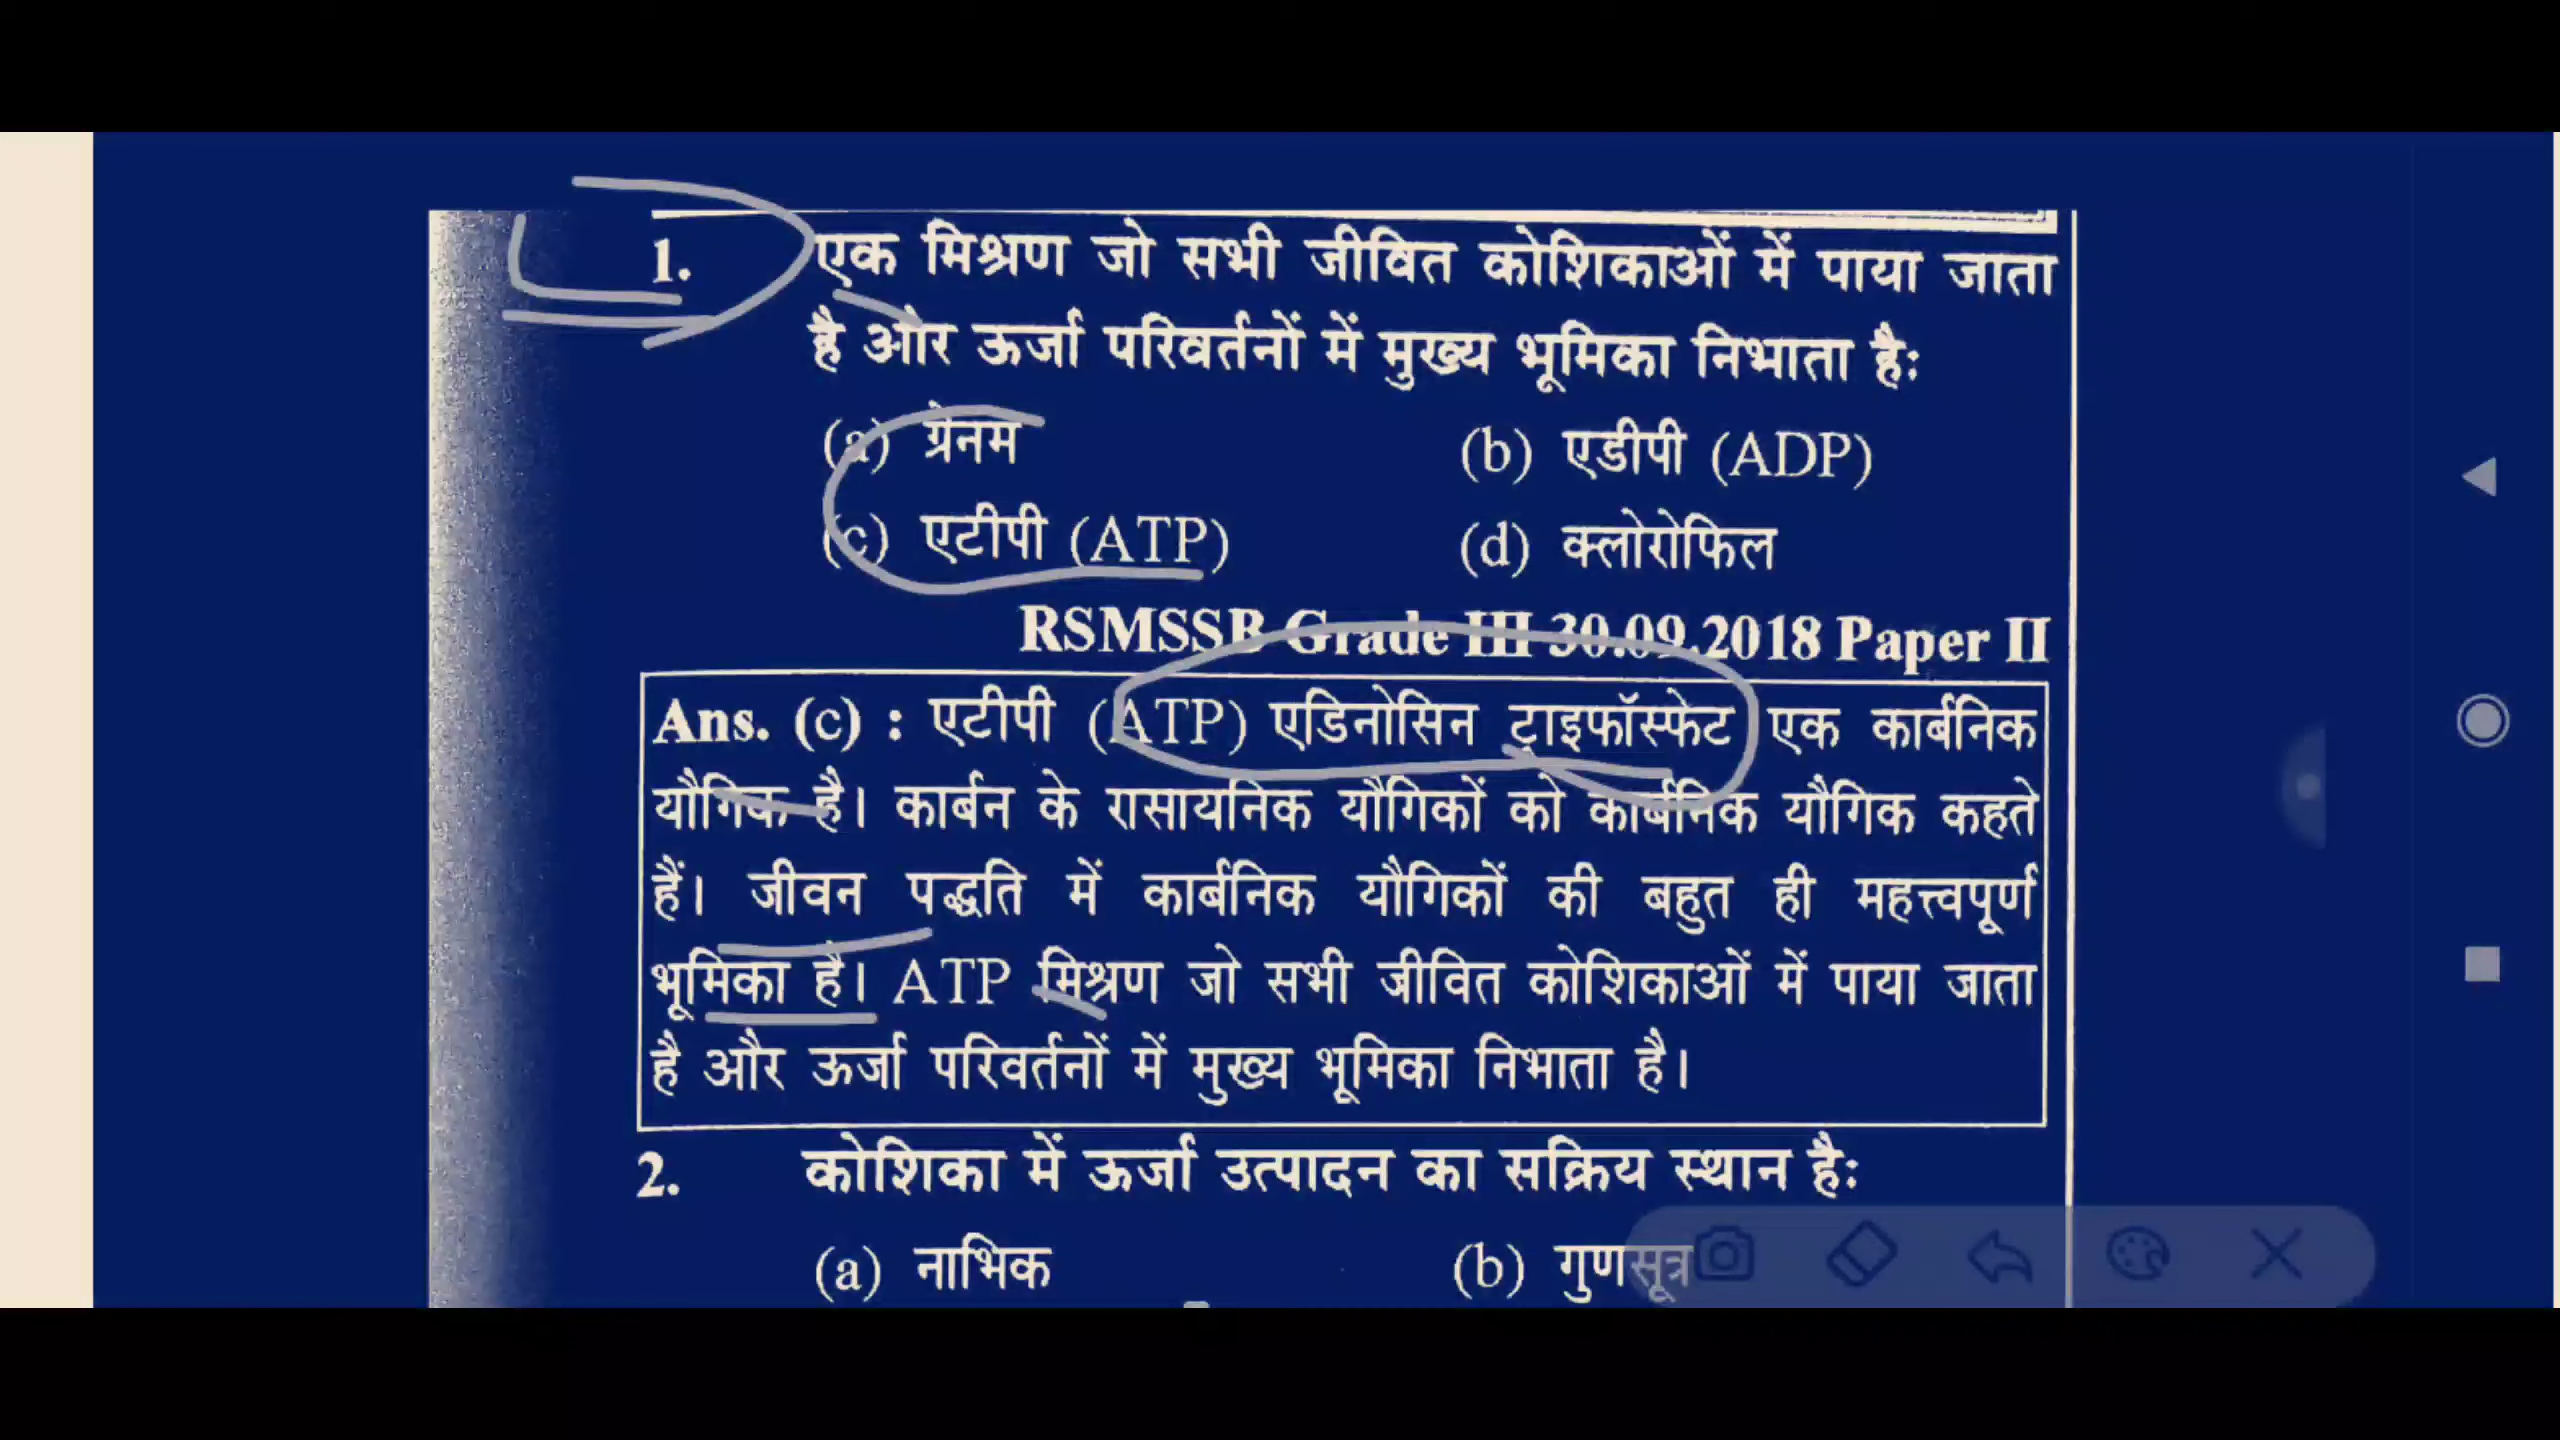 1. एक मिश्रण जो सभी जीवित कोशिकाओं में पाया जाता
है और ऊर्जा परिवर्तनों में मुख्य भूमिका निभाता है:
(a) ग्रेनम (b) एडीपी (ADP)
(c) एटीपी (ATP) (d) क्लोरोफिल
RSMSSB Grade III 30.09.2018 Paper II
Ans. (c) : एटीपी (ATP) एडिनोसिन ट्राइफॉस्फेट एक कार्बनिक
यौगिक है। कार्बन के रासायनिक यौगिकों को कार्बनिक यौगिक कहते
हैं। जीवन पद्धति में कार्बनिक यौगिकों की बहुत ही महत्त्वपूर्ण
भूमिका है। ATP मिश्रण जो सभी जीवित कोशिकाओं में पाया जाता
है और ऊर्जा परिवर्तनों में मुख्य भूमिका निभाता है।
2. कोशिका में ऊर्जा उत्पादन का सक्रिय स्थान है:
(a) नाभिक (b) गुणसूत्र